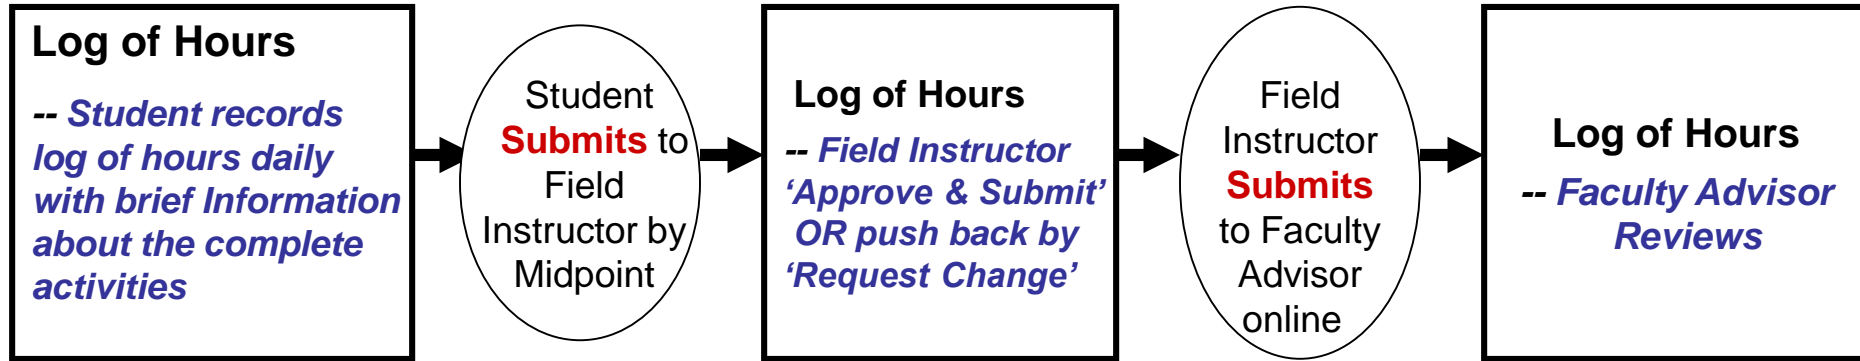 Log of Hours
-- Student records
log of hours daily
with brief Information
about the complete
activities
Student
Submits to
Field
Instructor by
Midpoint
Log of Hours
-- Field Instructor
‘Approve & Submit’
OR push back by
‘Request Change’
Field
Instructor
Submits
to Faculty
Advisor
online
Log of Hours
-- Faculty Advisor
Reviews